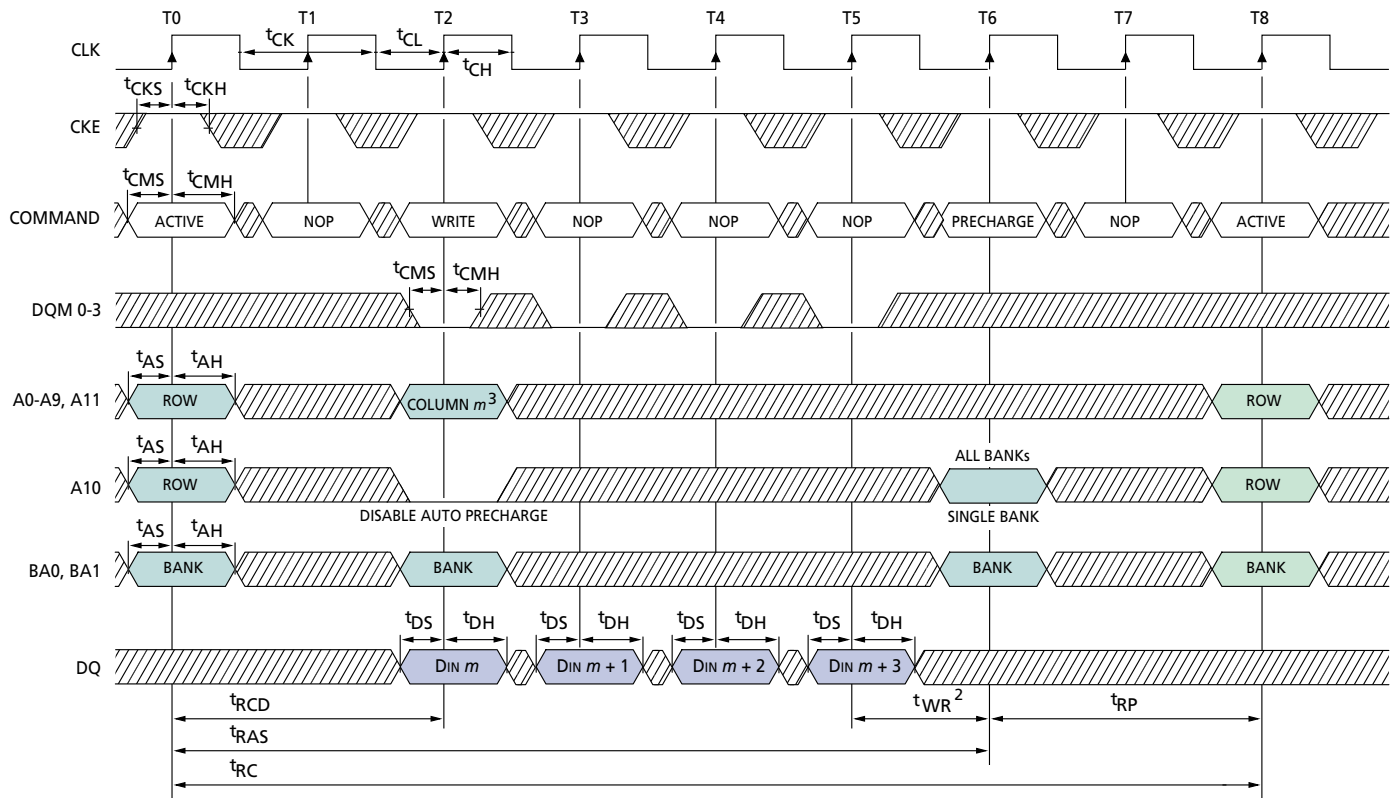 T0 T1 T2 T3 T4 T5 T6 T7 T8
CLK
tCK tCL
tCH
tCKS tCKH
CKE
tCMS tCMH
COMMAND ACTIVE NOP WRITE NOP NOP NOP PRECHARGE NOP ACTIVE
tCMS tCMH
DQM 0-3
tAS tAH
A0-A9, A11 ROW COLUMN m3 ROW
tAS tAH
ALL BANKs
A10 ROW ROW
DISABLE AUTO PRECHARGE SINGLE BANK
tAS tAH
BA0, BA1 BANK BANK BANK BANK
tDS tDH tDS tDH tDS tDH tDS tDH
DQ DIN m DIN m + 1 DIN m + 2 DIN m + 3
tRCD tWR2 tRP
tRAS
tRC